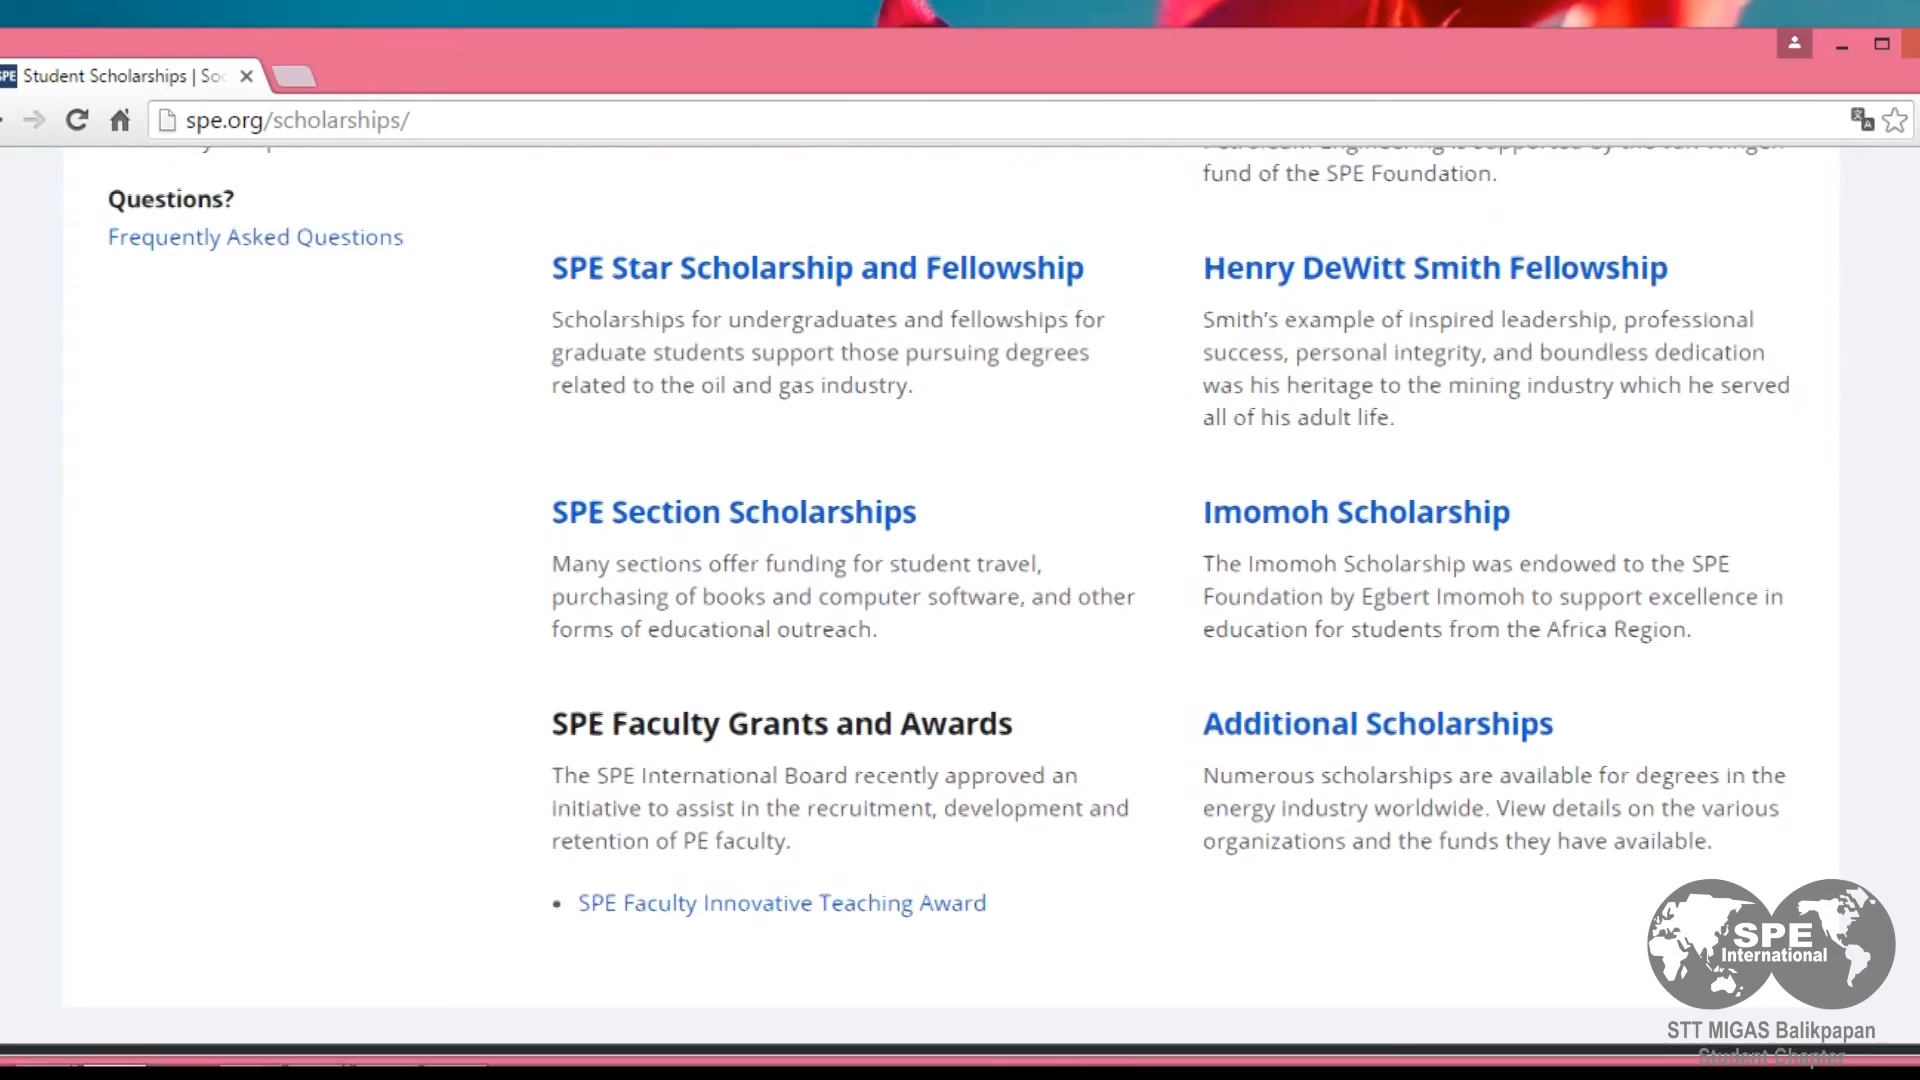 SPE Student Scholarships | Soc
spe.org/scholarships/
Questions?
Frequently Asked Questions
fund of the SPE Foundation.
SPE Star Scholarship and Fellowship
Scholarships for undergraduates and fellowships for
graduate students support those pursuing degrees
related to the oil and gas industry.
Henry DeWitt Smith Fellowship
Smith’s example of inspired leadership, professional
success, personal integrity, and boundless dedication
was his heritage to the mining industry which he served
all of his adult life.
SPE Section Scholarships
Many sections offer funding for student travel,
purchasing of books and computer software, and other
forms of educational outreach.
Imomoh Scholarship
The Imomoh Scholarship was endowed to the SPE
Foundation by Egbert Imomoh to support excellence in
education for students from the Africa Region.
SPE Faculty Grants and Awards
The SPE International Board recently approved an
initiative to assist in the recruitment, development and
retention of PE faculty.
• SPE Faculty Innovative Teaching Award
Additional Scholarships
Numerous scholarships are available for degrees in the
energy industry worldwide. View details on the various
organizations and the funds they have available.
SPE
International
STT MIGAS Balikpapan
Student Chapter